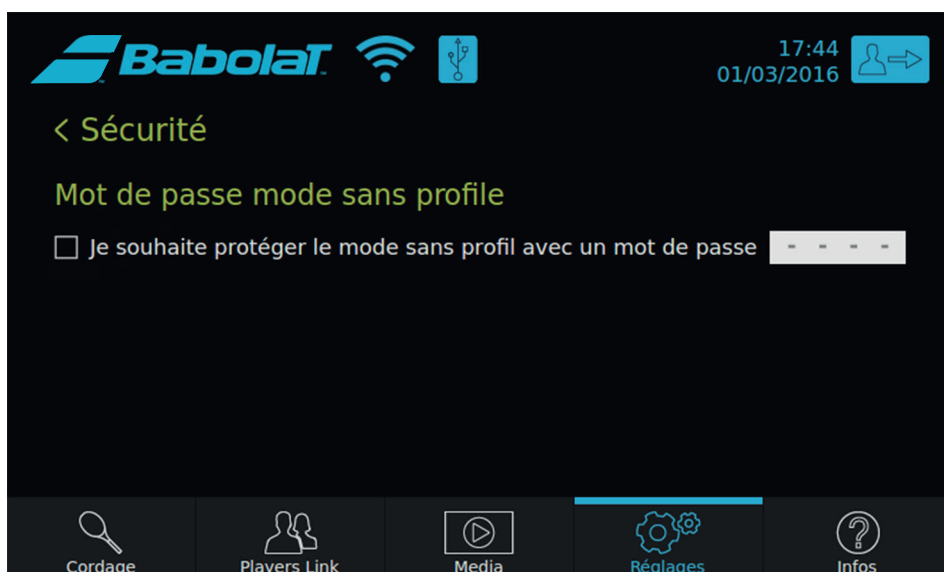 Babolat
17:44
01/03/2016
< Sécurité
Mot de passe mode sans profile
Je souhaite protéger le mode sans profil avec un mot de passe - - - -
Cordage
Players Link
Media
Réglages
Infos